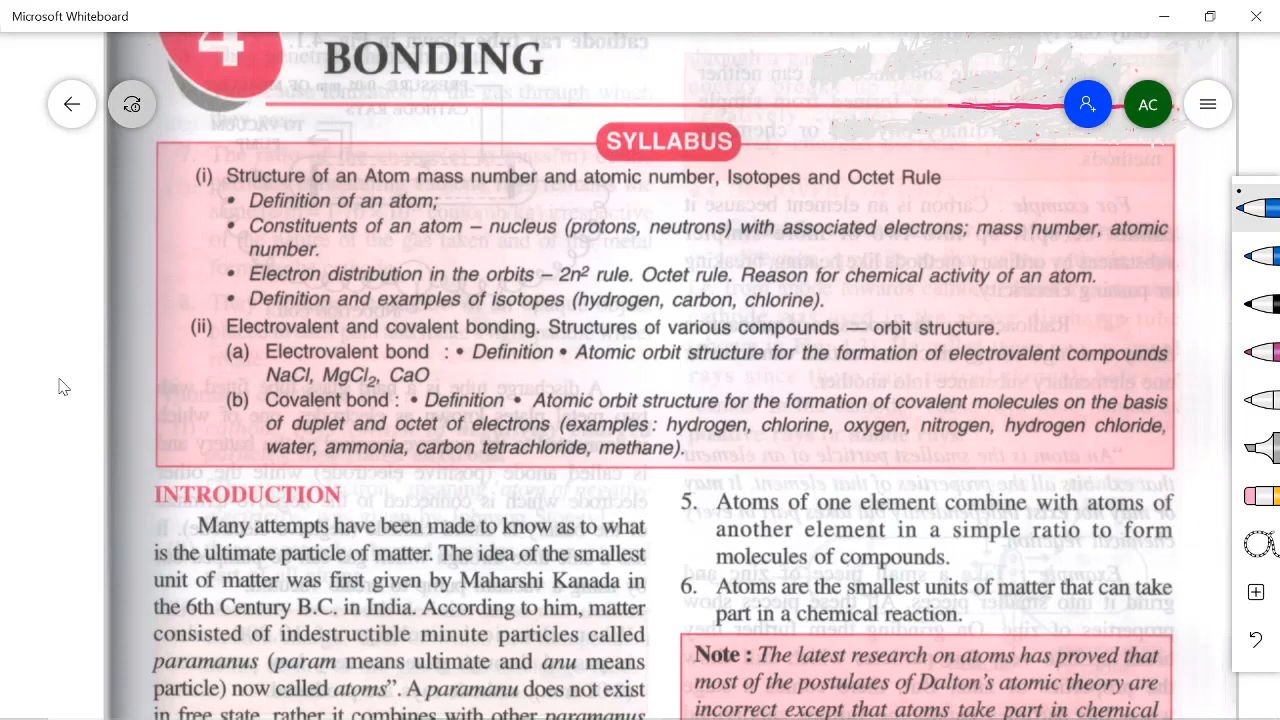 Microsoft Whiteboard
4
BONDING
AC
SYLLABUS
(i) Structure of an Atom mass number and atomic number, Isotopes and Octet Rule
• Definition of an atom;
• Constituents of an atom – nucleus (protons, neutrons) with associated electrons; mass number, atomic
number.
• Electron distribution in the orbits – 2n² rule. Octet rule. Reason for chemical activity of an atom.
• Definition and examples of isotopes (hydrogen, carbon, chlorine).
(ii) Electrovalent and covalent bonding. Structures of various compounds — orbit structure.
(a) Electrovalent bond : • Definition • Atomic orbit structure for the formation of electrovalent compounds
NaCl, MgCl₂, CaO
(b) Covalent bond : • Definition • Atomic orbit structure for the formation of covalent molecules on the basis
of duplet and octet of electrons (examples : hydrogen, chlorine, oxygen, nitrogen, hydrogen chloride,
water, ammonia, carbon tetrachloride, methane).
INTRODUCTION
Many attempts have been made to know as to what
is the ultimate particle of matter. The idea of the smallest
unit of matter was first given by Maharshi Kanada in
the 6th Century B.C. in India. According to him, matter
consisted of indestructible minute particles called
paramanus (param means ultimate and anu means
particle) now called atoms”. A paramanu does not exist
in free state, rather it combines with other paramanus
5. Atoms of one element combine with atoms of
another element in a simple ratio to form
molecules of compounds.
6. Atoms are the smallest units of matter that can take
part in a chemical reaction.
Note : The latest research on atoms has proved that
most of the postulates of Dalton's atomic theory are
incorrect except that atoms take part in chemical